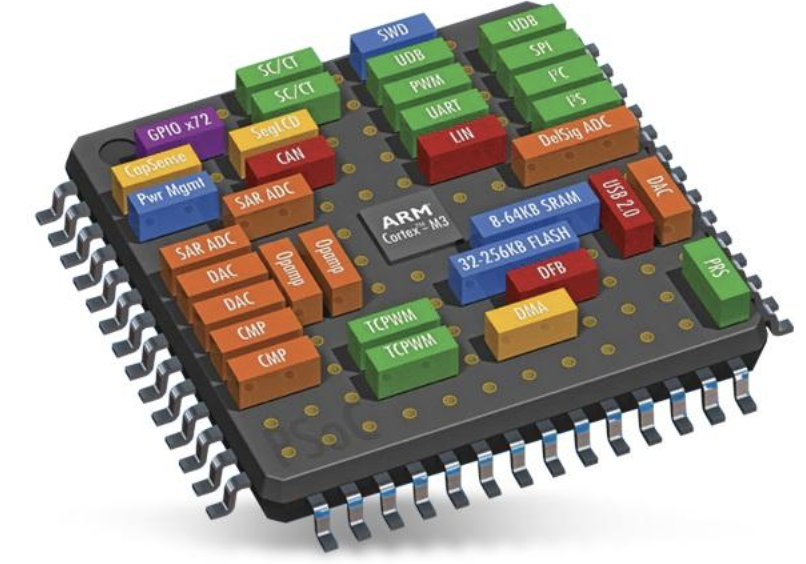 SWD
UDB
UDB
SC/CT
SPI
PWM
I²C
SC/CT
UART
I²S
GPIO x72
SegLCD
LIN
DelSig ADC
CapSense
CAN
Pwr Mgmt
SAR ADC
8-64KB SRAM
USB 2.0
DAC
ARM
Cortex™- M3
SAR ADC
Opamp
Opamp
32-256KB FLASH
DAC
DFB
PRS
DAC
TCPWM
DMA
CMP
TCPWM
CMP
PSoC